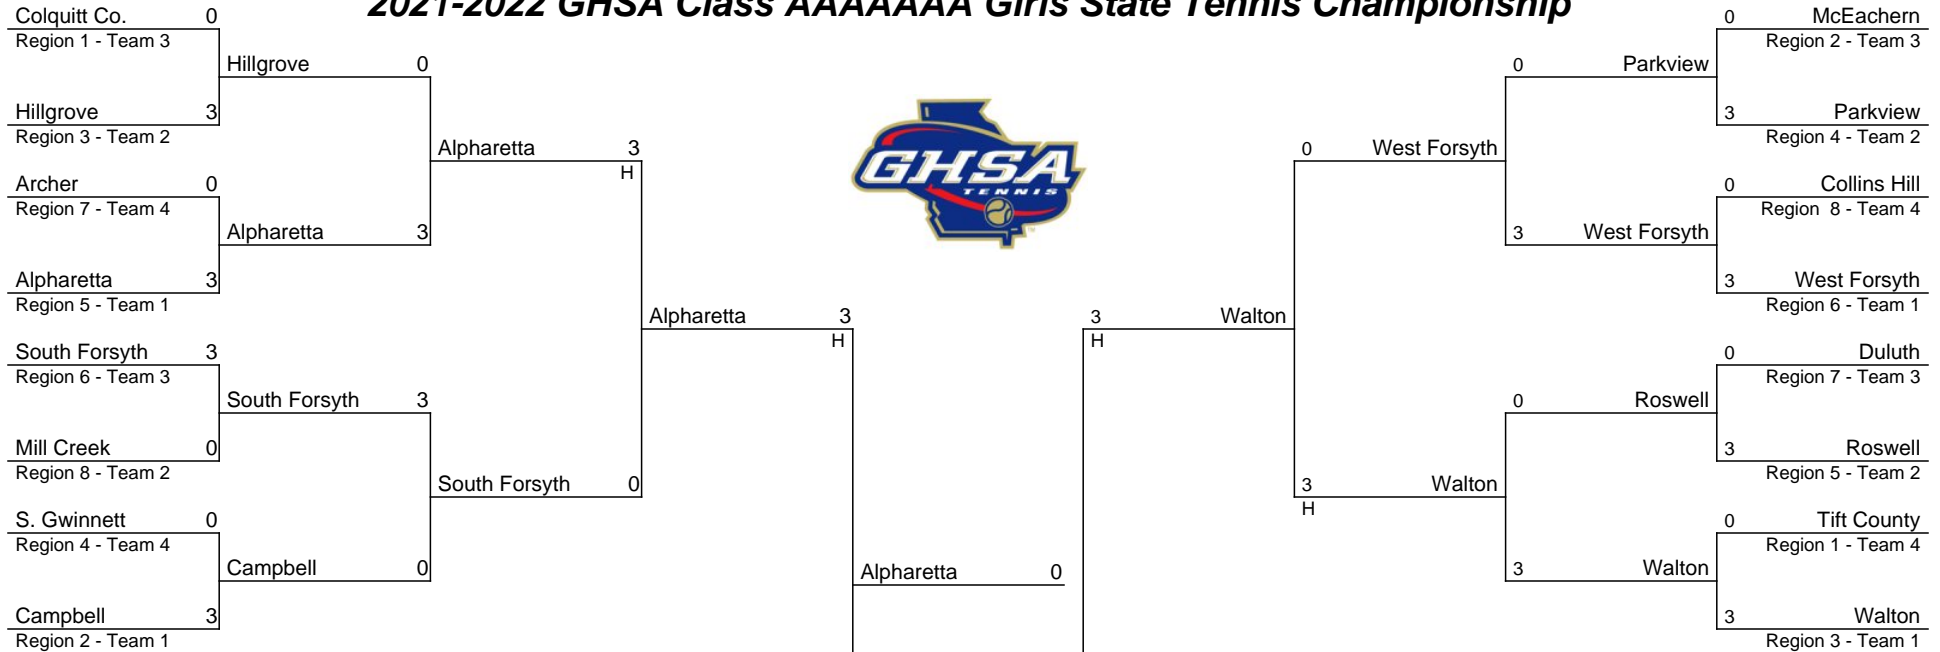 2021-2022 GHSA Class AAAAAAA Girls State Tennis Championship
Colquitt Co. 0
Region 1 - Team 3
Hillgrove 0
Hillgrove 3
Region 3 - Team 2
Alpharetta 3
H
Archer 0
Region 7 - Team 4
Alpharetta 3
Alpharetta 3
Region 5 - Team 1
Alpharetta 3
H
South Forsyth 3
Region 6 - Team 3
South Forsyth 3
Mill Creek 0
Region 8 - Team 2
South Forsyth 0
S. Gwinnett 0
Region 4 - Team 4
Campbell 0
Campbell 3
Region 2 - Team 1
Alpharetta 0
GHSA
TENNIS
0 McEachern
Region 2 - Team 3
0 Parkview
3 Parkview
Region 4 - Team 2
0 West Forsyth
0 Collins Hill
Region  8 - Team 4
3 West Forsyth
3 West Forsyth
Region 6 - Team 1
3 Walton
H
0 Duluth
Region 7 - Team 3
0 Roswell
3 Roswell
Region 5 - Team 2
3 Walton
H
0 Tift County
Region 1 - Team 4
3 Walton
3 Walton
Region 3 - Team 1